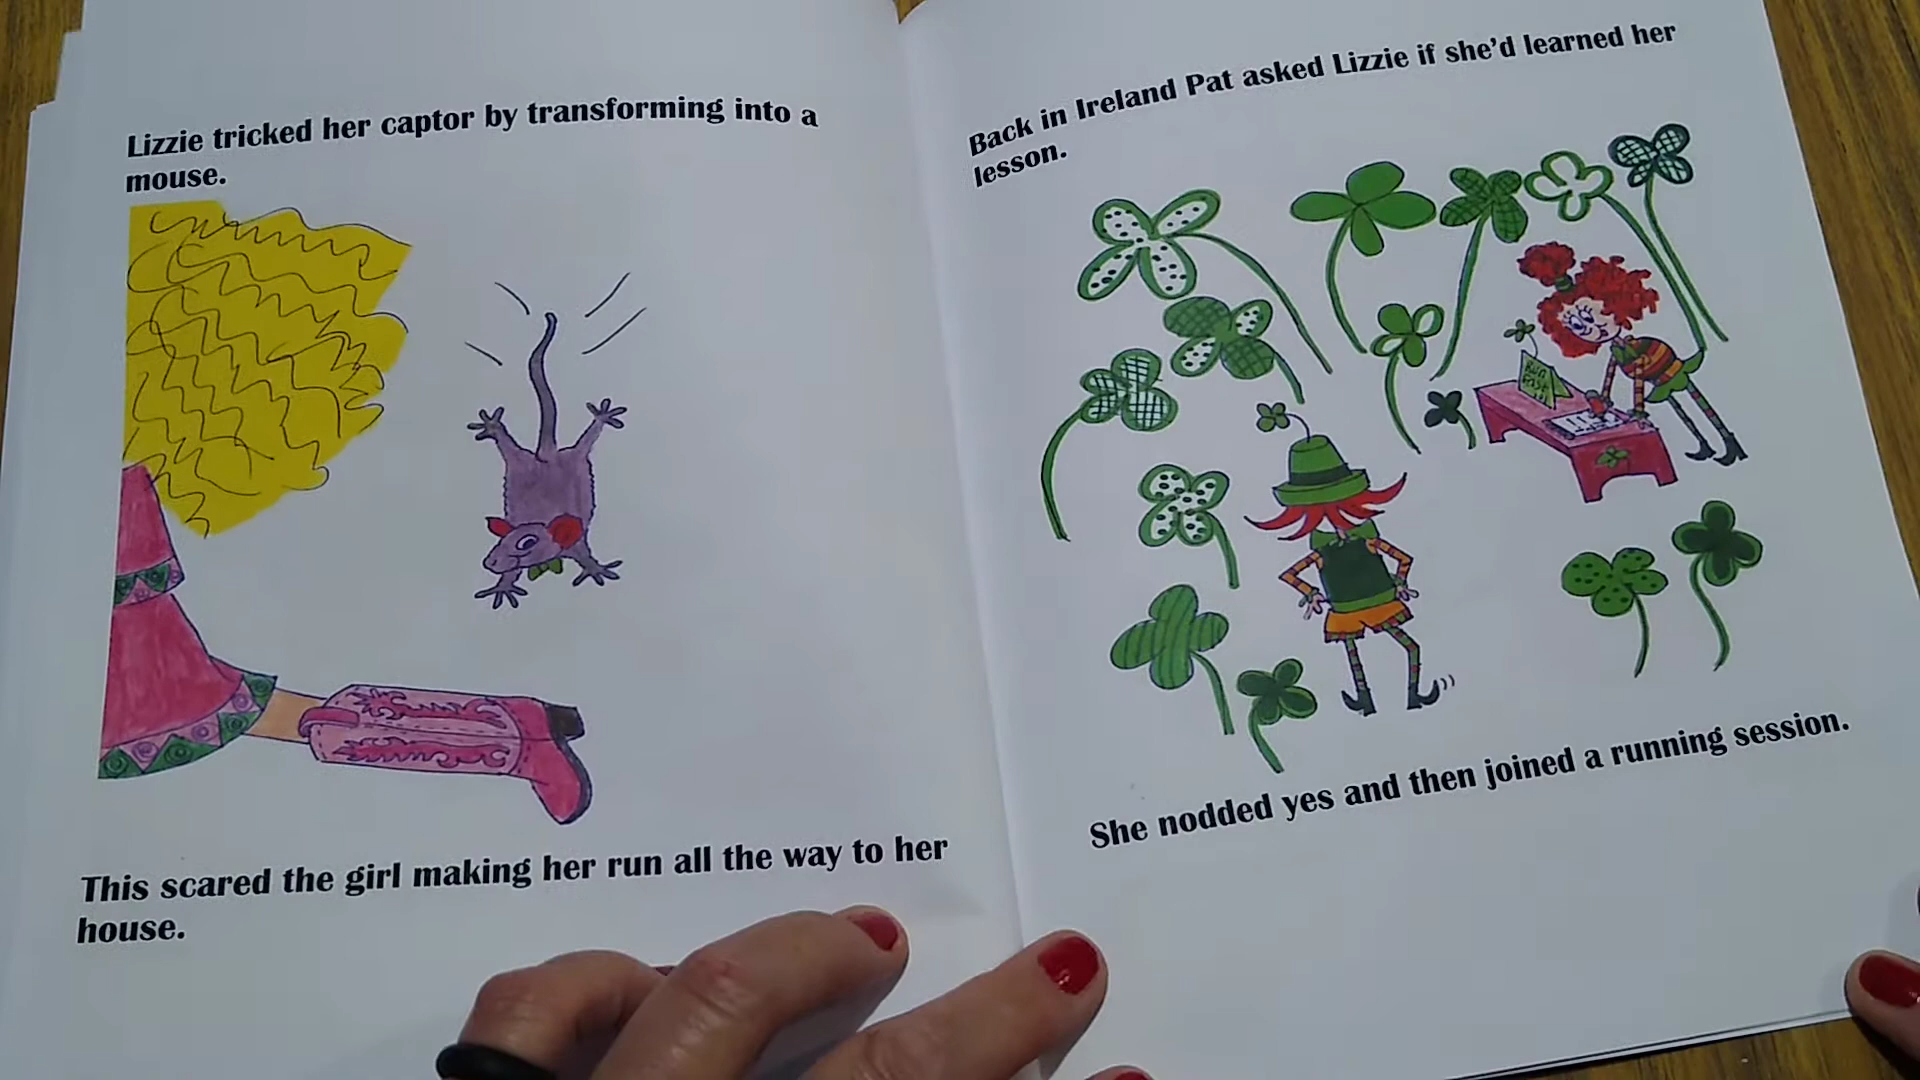 Lizzie tricked her captor by transforming into a
mouse.
This scared the girl making her run all the way to her
house.
Back in Ireland Pat asked Lizzie if she'd learned her
lesson.
Run
Fast
She nodded yes and then joined a running session.